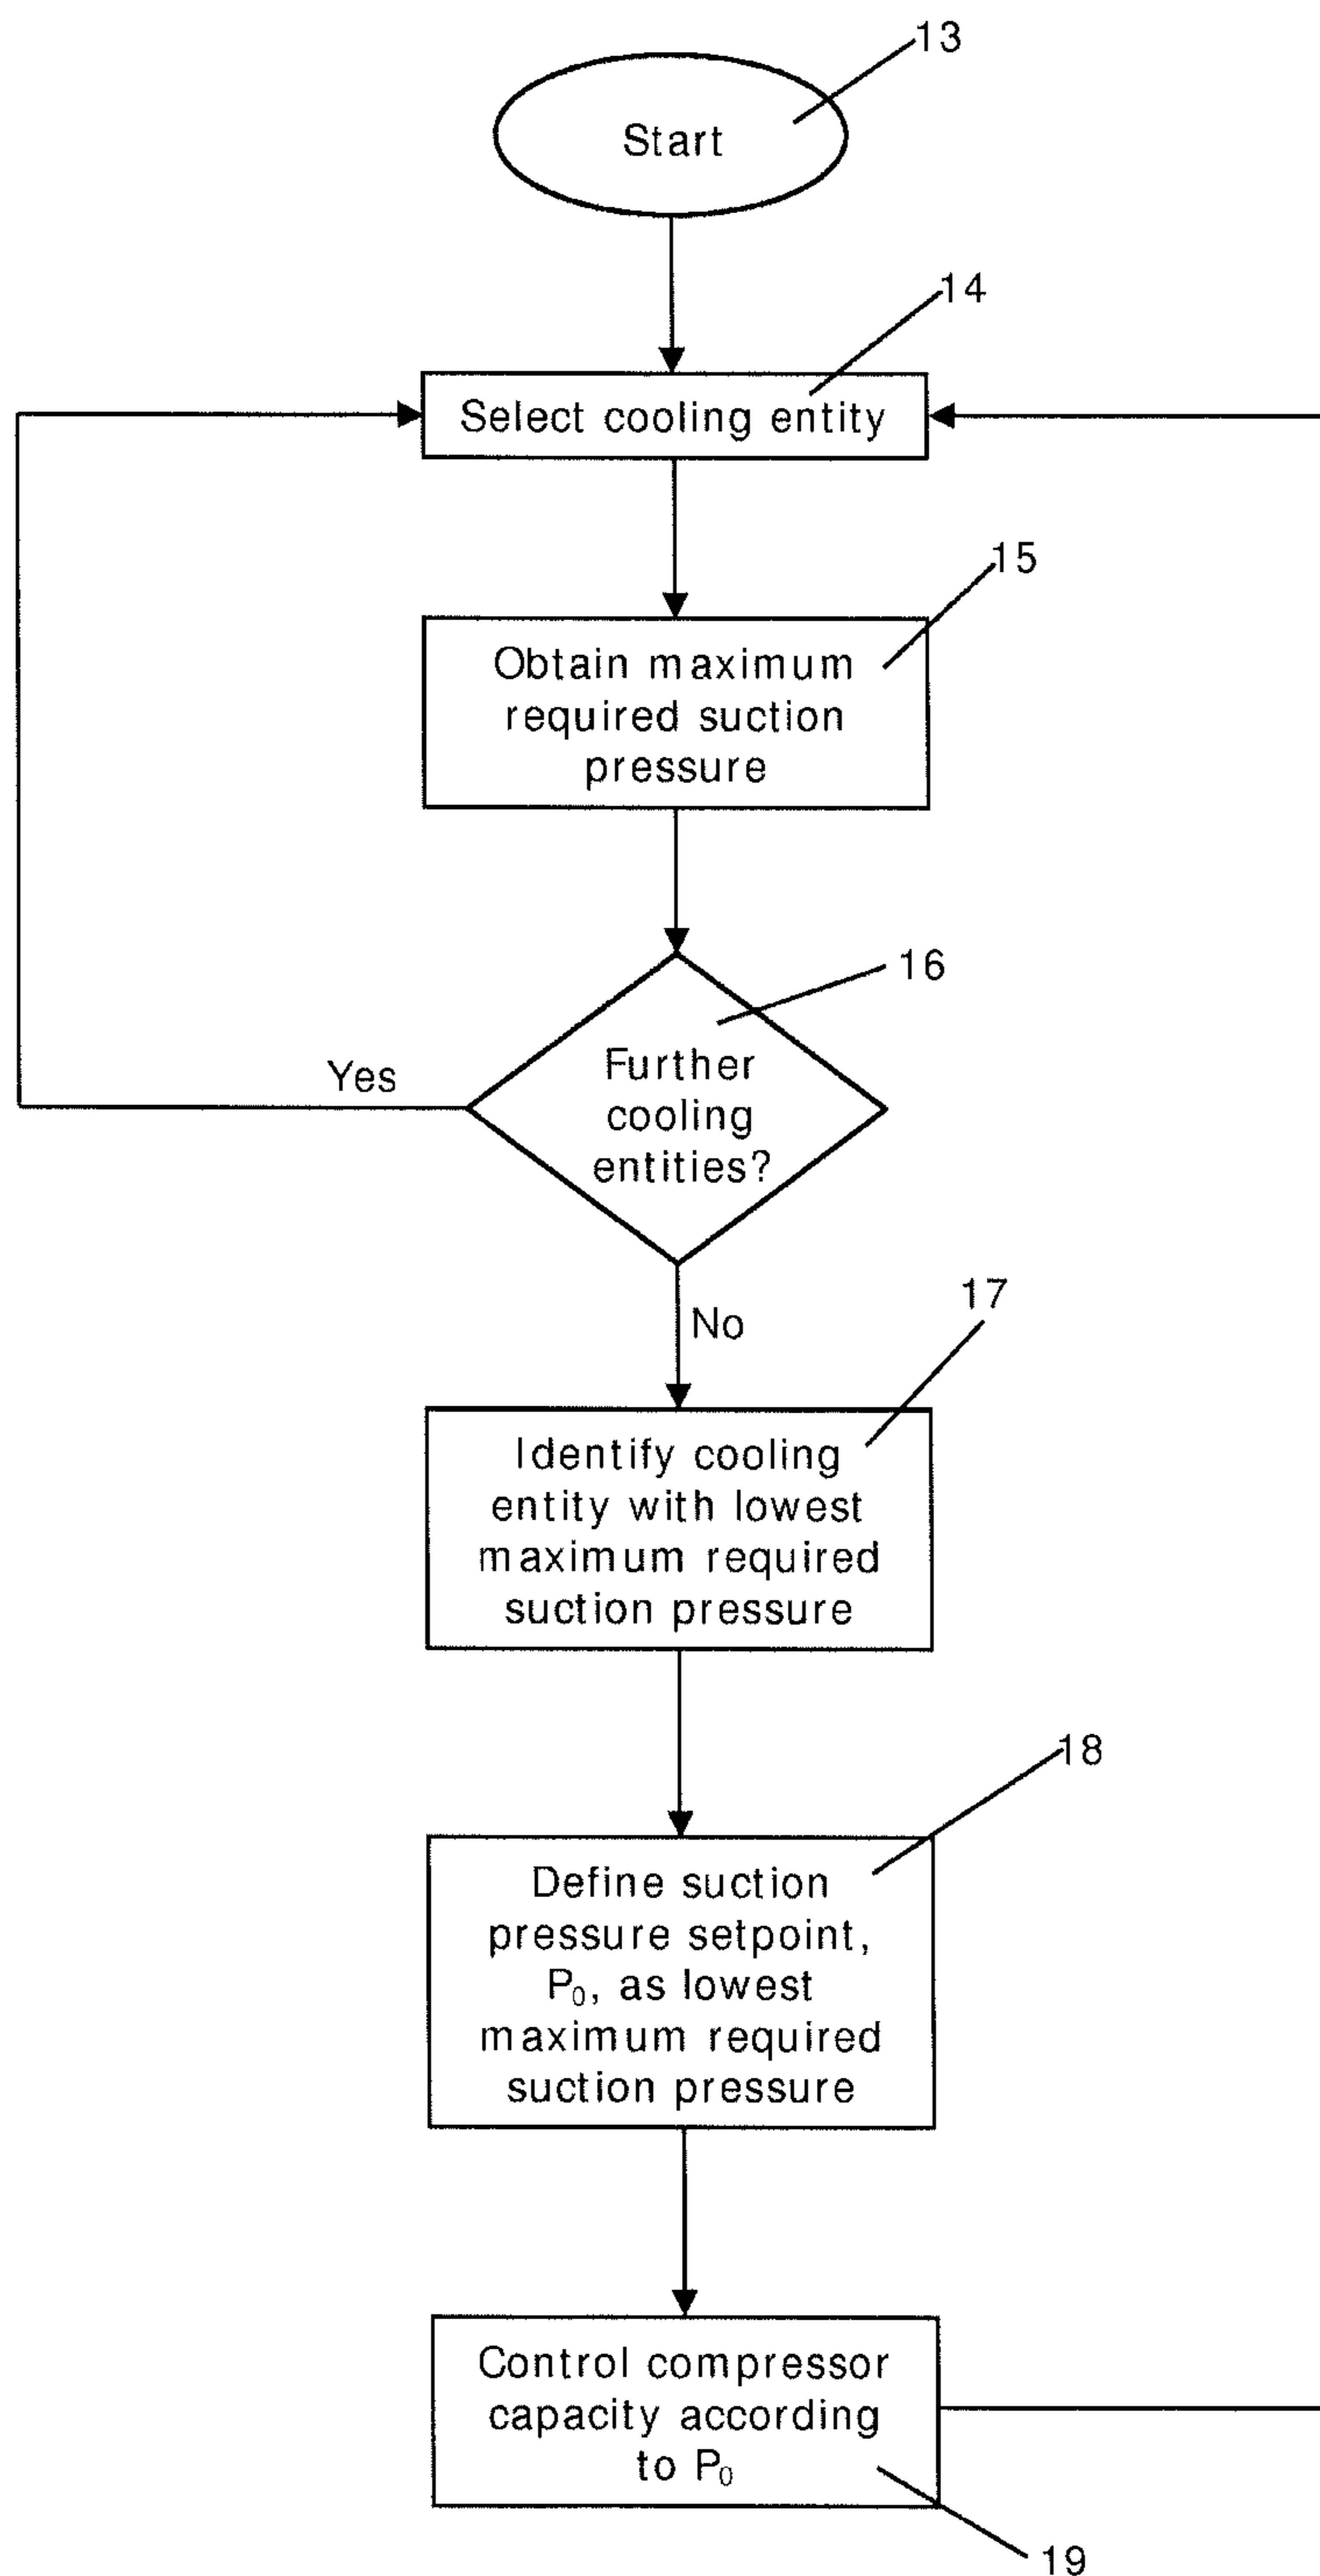 13
Start
14
Select cooling entity
15
Obtain maximum
required suction
pressure
16
Further
cooling
entities?
Yes
No
17
Identify cooling
entity with lowest
maximum required
suction pressure
18
Define suction
pressure setpoint,
P₀, as lowest
maximum required
suction pressure
Control compressor
capacity according
to P₀
19